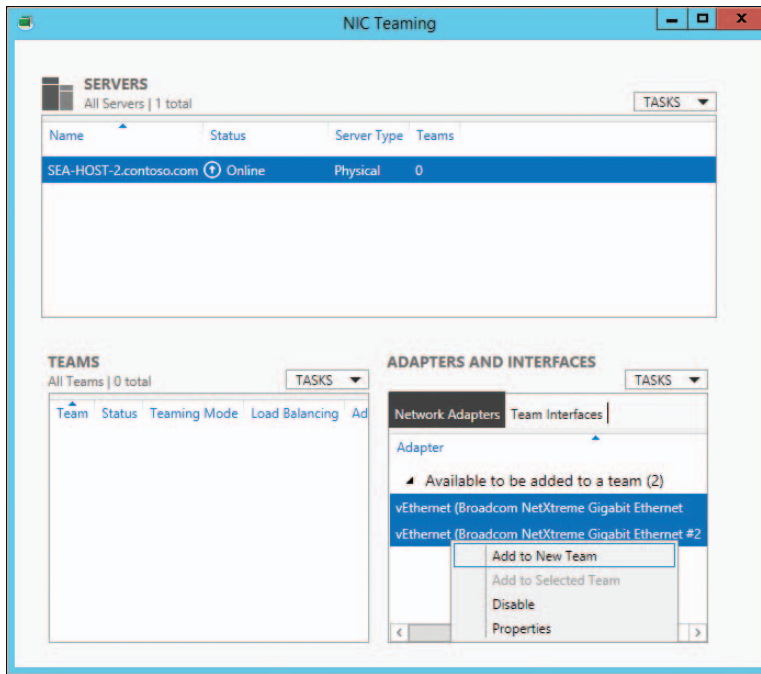 NIC Teaming
SERVERS
All Servers | 1 total
TASKS
Name Status Server Type Teams
SEA-HOST-2.contoso.com Online Physical 0
TEAMS
All Teams | 0 total
TASKS
Team Status Teaming Mode Load Balancing Ad
ADAPTERS AND INTERFACES
TASKS
Network Adapters Team Interfaces
Adapter
Available to be added to a team (2)
vEthernet (Broadcom NetXtreme Gigabit Ethernet
vEthernet (Broadcom NetXtreme Gigabit Ethernet #2
Add to New Team
Add to Selected Team
Disable
Properties